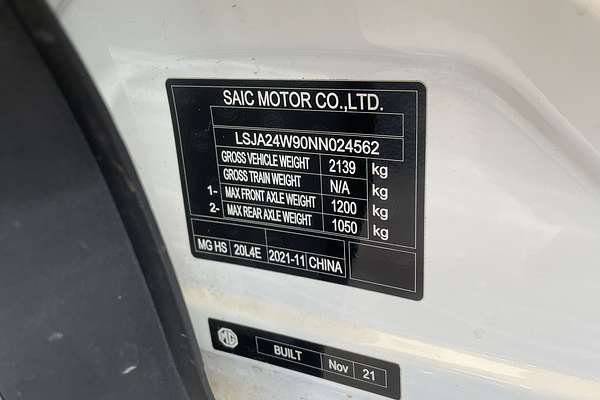 SAIC MOTOR CO.,LTD.
LSJA24W90NN024562
GROSS VEHICLE WEIGHT 2139 kg
GROSS TRAIN WEIGHT N/A kg
1- MAX FRONT AXLE WEIGHT 1200 kg
2- MAX REAR AXLE WEIGHT 1050 kg
MG HS 20L4E 2021-11 CHINA
MG BUILT Nov 21